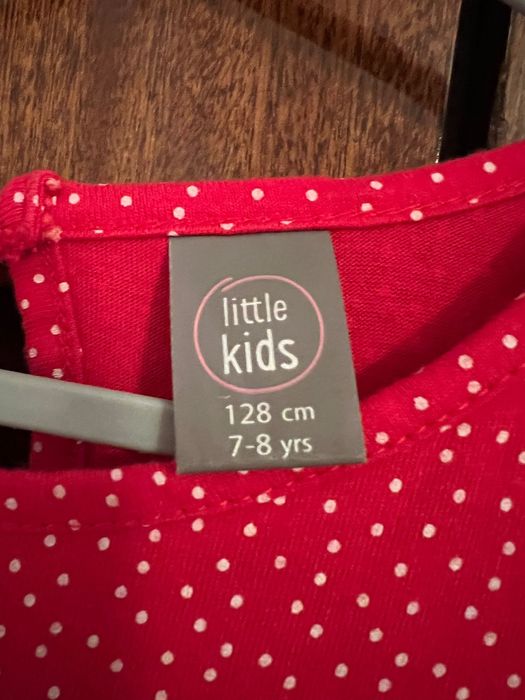 little
kids
128 cm
7-8 yrs